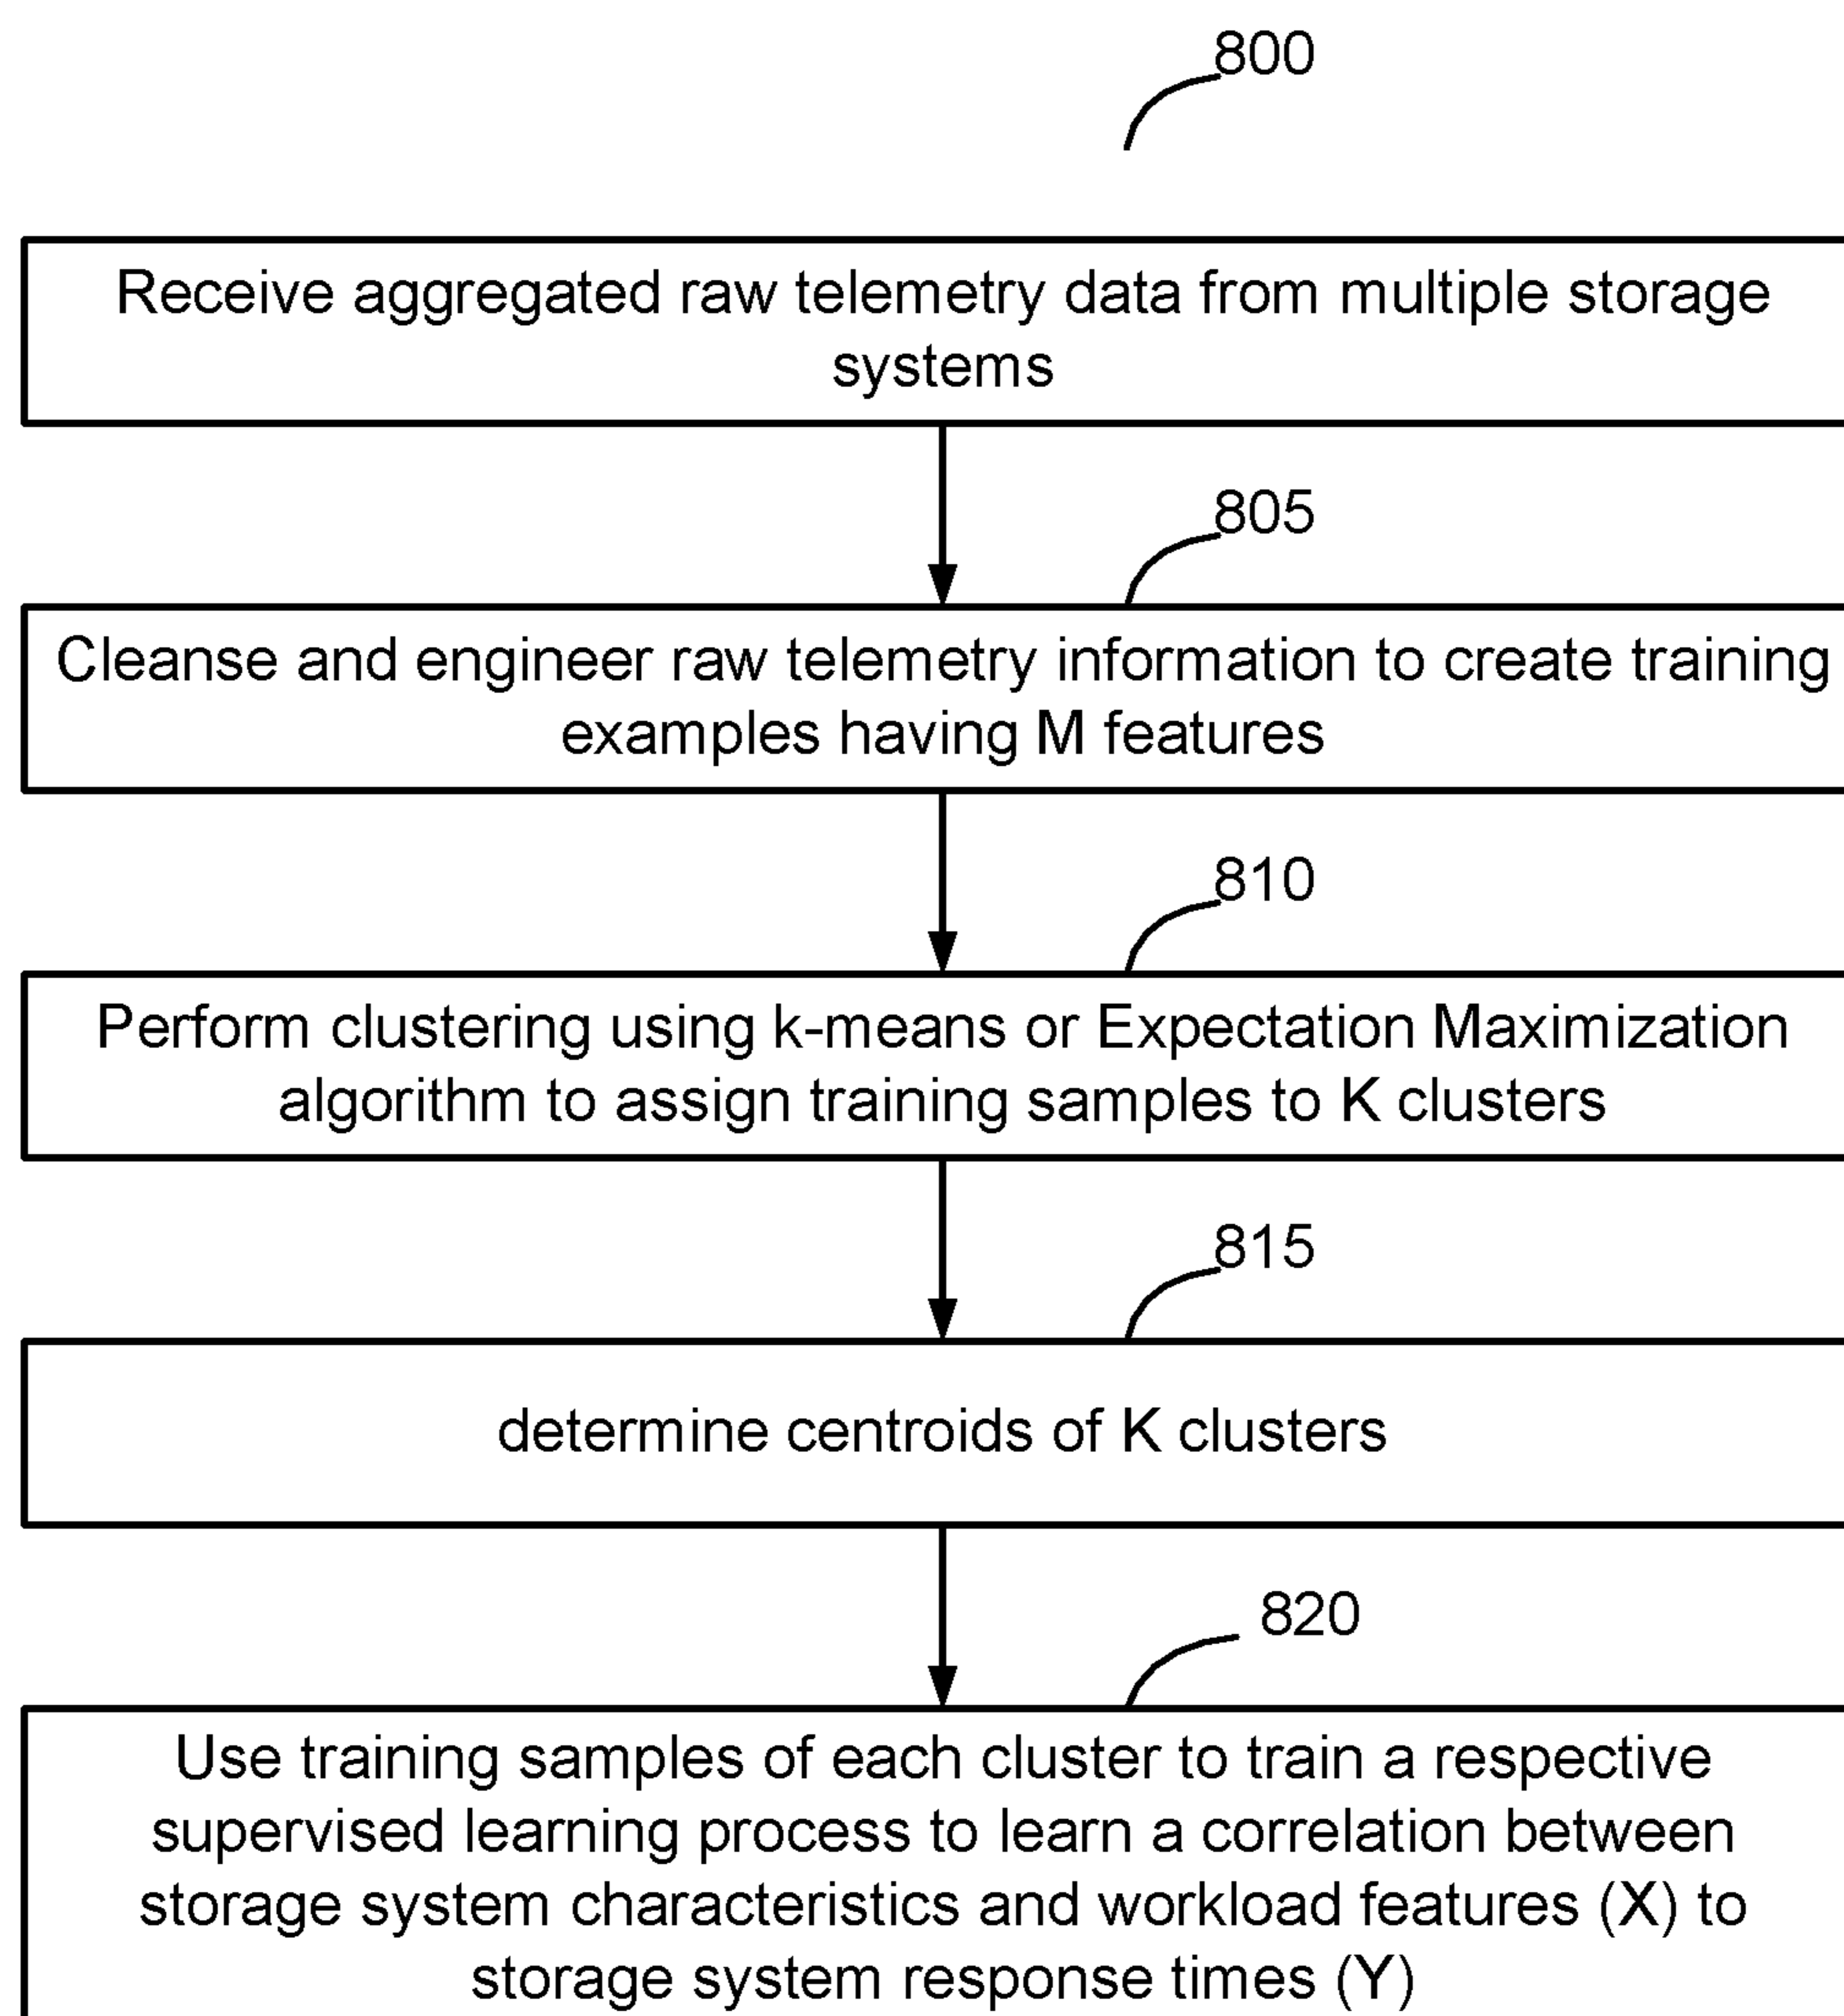 800
Receive aggregated raw telemetry data from multiple storage
systems
805
Cleanse and engineer raw telemetry information to create training
examples having M features
810
Perform clustering using k-means or Expectation Maximization
algorithm to assign training samples to K clusters
815
determine centroids of K clusters
820
Use training samples of each cluster to train a respective
supervised learning process to learn a correlation between
storage system characteristics and workload features (X) to
storage system response times (Y)